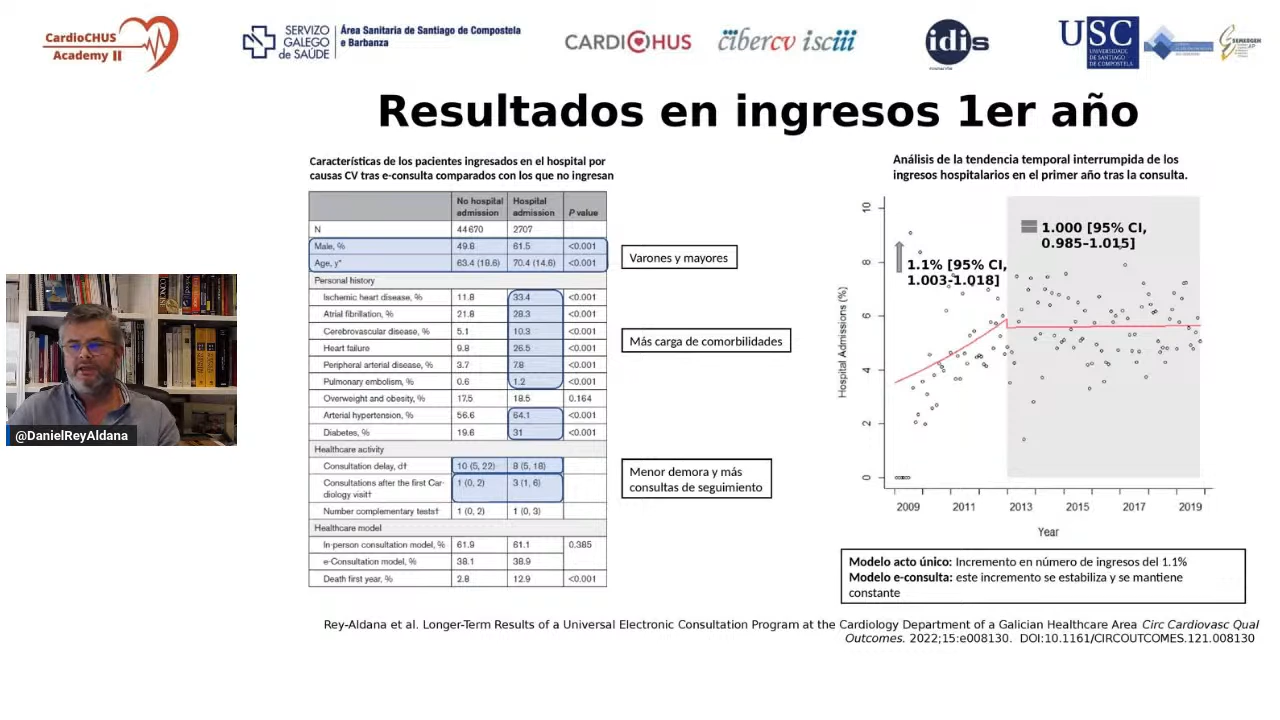 CardioCHUS
Academy II
SERVIZO
GALEGO
de SAÚDE
Área Sanitaria de Santiago de Compostela
e Barbanza
CARDIOCHUS
cibercv isciii
idis
USC
UNIVERSIDADE
DE SANTIAGO
DE COMPOSTELA
SEMERGEN
Resultados en ingresos 1er año
Características de los pacientes ingresados en el hospital por
causas CV tras e-consulta comparados con los que no ingresan
No hospital admission Hospital admission P value
N 44 670 2707
Male, % 49.8 61.5 <0.001
Age, y* 63.4 (18.6) 70.4 (14.6) <0.001
Personal history
Ischemic heart disease, % 11.8 33.4 <0.001
Atrial fibrillation, % 21.8 28.3 <0.001
Cerebrovascular disease, % 5.1 10.3 <0.001
Heart failure 9.8 26.5 <0.001
Peripheral arterial disease, % 3.7 7.8 <0.001
Pulmonary embolism, % 0.6 1.2 <0.001
Overweight and obesity, % 17.5 18.5 0.164
Arterial hypertension, % 56.6 64.1 <0.001
Diabetes, % 19.6 31 <0.001
Healthcare activity
Consultation delay, d† 10 (5, 22) 8 (5, 18)
Consultations after the first Car-
diology visit† 1 (0, 2) 3 (1, 6)
Number complementary tests† 1 (0, 2) 1 (0, 3)
Healthcare model
In-person consultation model, % 61.9 61.1 0.385
e-Consultation model, % 38.1 38.9
Death first year, % 2.8 12.9 <0.001
Varones y mayores
Más carga de comorbilidades
Menor demora y más
consultas de seguimiento
Análisis de la tendencia temporal interrumpida de los
ingresos hospitalarios en el primer año tras la consulta.
1.000 [95% CI,
0.985–1.015]
1.1% [95% CI,
1.003-1.018]
Hospital Admissions (%)
10
8
6
4
2
0
2009 2011 2013 2015 2017 2019
Year
Modelo acto único: Incremento en número de ingresos del 1.1%
Modelo e-consulta: este incremento se estabiliza y se mantiene
constante
@DanielReyAldana
Rey-Aldana et al. Longer-Term Results of a Universal Electronic Consultation Program at the Cardiology Department of a Galician Healthcare Area Circ Cardiovasc Qual
Outcomes. 2022;15:e008130. DOI:10.1161/CIRCOUTCOMES.121.008130